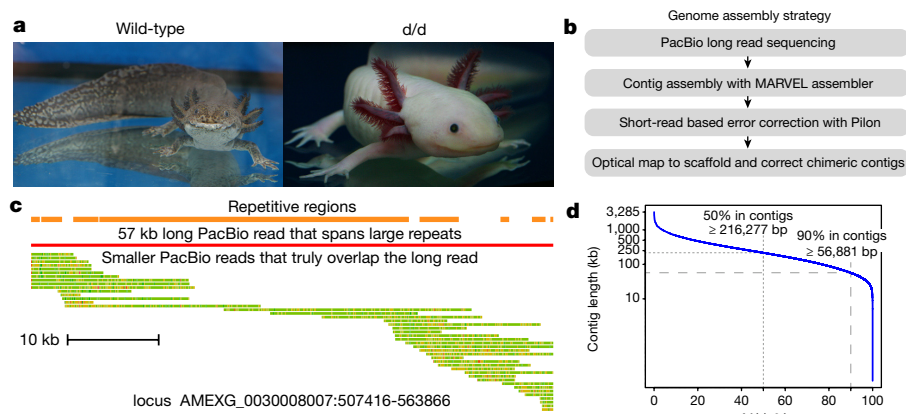 a
Wild-type
d/d
b
Genome assembly strategy
PacBio long read sequencing
Contig assembly with MARVEL assembler
Short-read based error correction with Pilon
Optical map to scaffold and correct chimeric contigs
c
Repetitive regions
57 kb long PacBio read that spans large repeats
Smaller PacBio reads that truly overlap the long read
10 kb
locus AMEXG_0030008007:507416-563866
d
Contig length (kb)
3,285
1,000
500
250
100
10
50% in contigs
≥ 216,277 bp
90% in contigs
≥ 56,881 bp
0 20 40 60 80 100